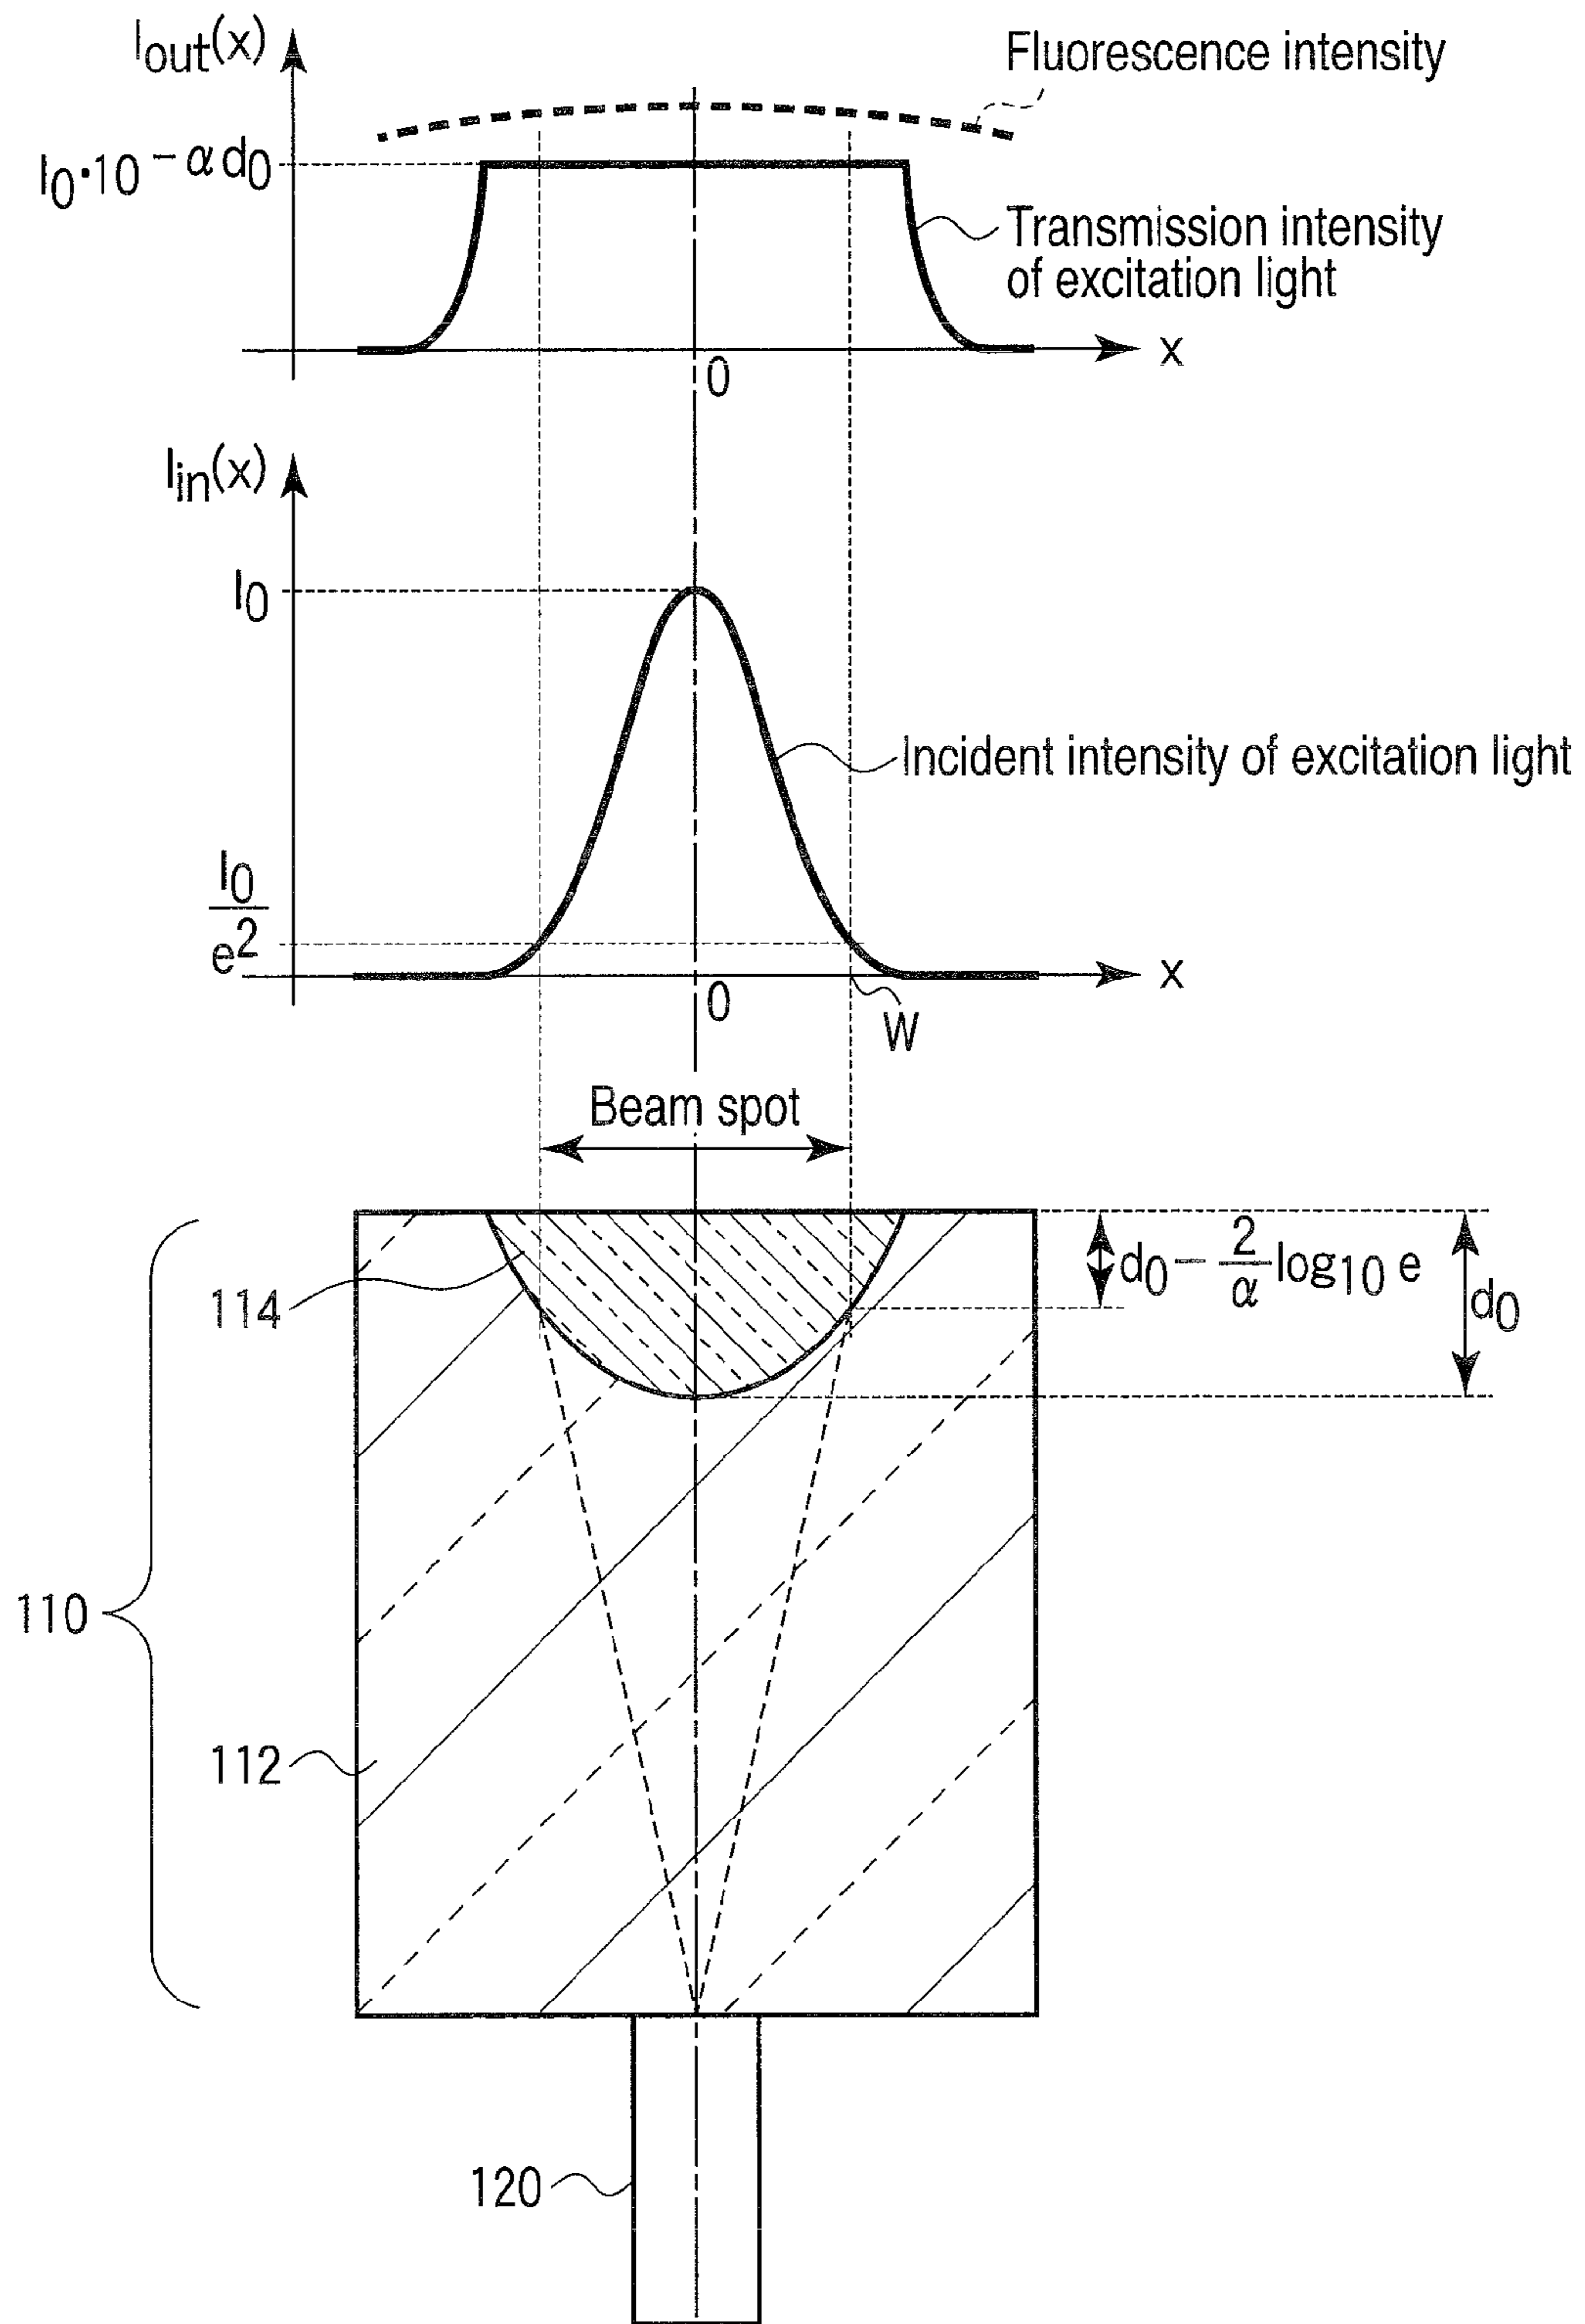 Iout(x)
Fluorescence intensity
I0·10^−αd0
Transmission intensity
of excitation light
x
0
Iin(x)
I0
Incident intensity of excitation light
I0/e²
x
0
W
Beam spot
114
d0−2/α log10 e
d0
110
112
120